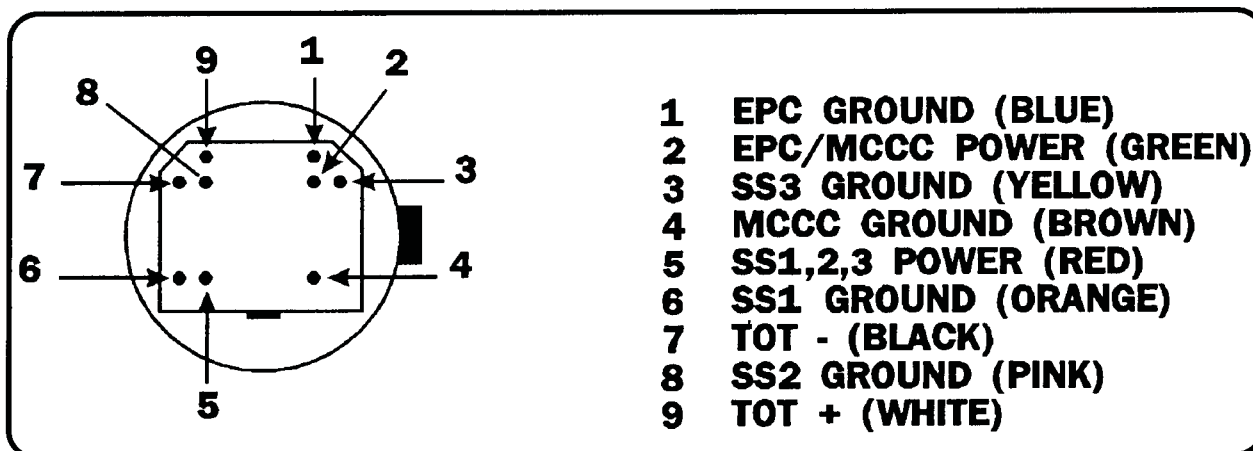 9
1
2
8
7
3
6
4
5
1 EPC GROUND (BLUE)
2 EPC/MCCC POWER (GREEN)
3 SS3 GROUND (YELLOW)
4 MCCC GROUND (BROWN)
5 SS1,2,3 POWER (RED)
6 SS1 GROUND (ORANGE)
7 TOT - (BLACK)
8 SS2 GROUND (PINK)
9 TOT + (WHITE)